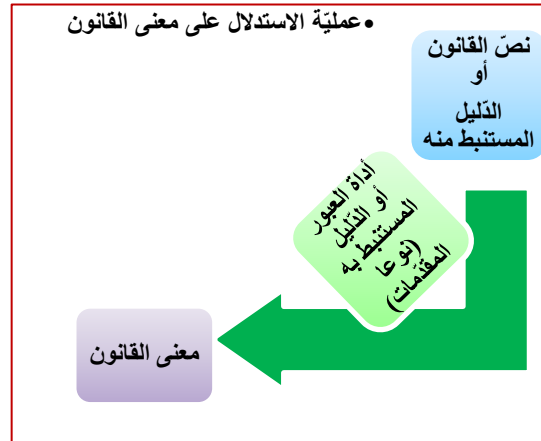 •عمليّة الاستدلال على معنى القانون
نصّ القانون
أو
الدّليل
المستنبط منه
أداة العبور
أو الدّليل
المستنبط به
(نوعا
المقدّمات)
معنى القانون